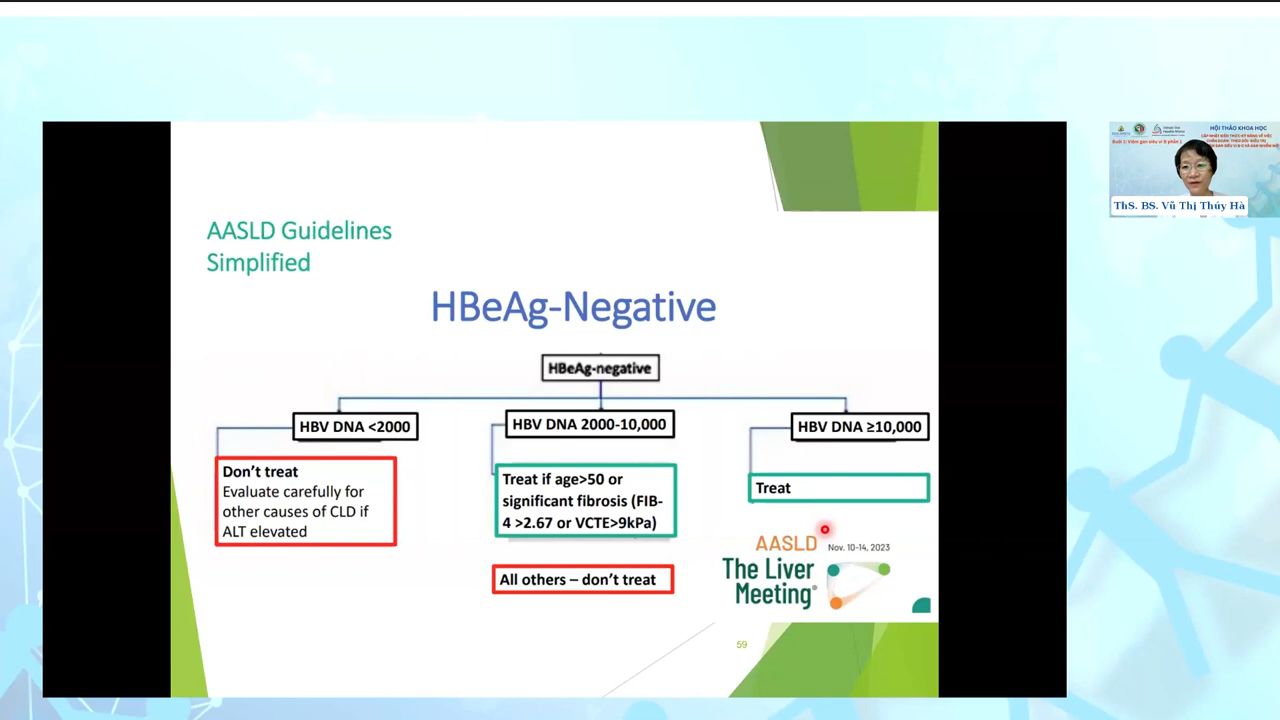 AASLD Guidelines
Simplified
HBeAg-Negative
HBeAg-negative
HBV DNA <2000
HBV DNA 2000-10,000
HBV DNA ≥10,000
Don't treat
Evaluate carefully for
other causes of CLD if
ALT elevated
Treat if age>50 or
significant fibrosis (FIB-
4 >2.67 or VCTE>9kPa)
Treat
All others – don't treat
AASLD
Nov. 10-14, 2023
The Liver
Meeting®
59
HỘI THẢO KHOA HỌC
ThS. BS. Vũ Thị Thúy Hà